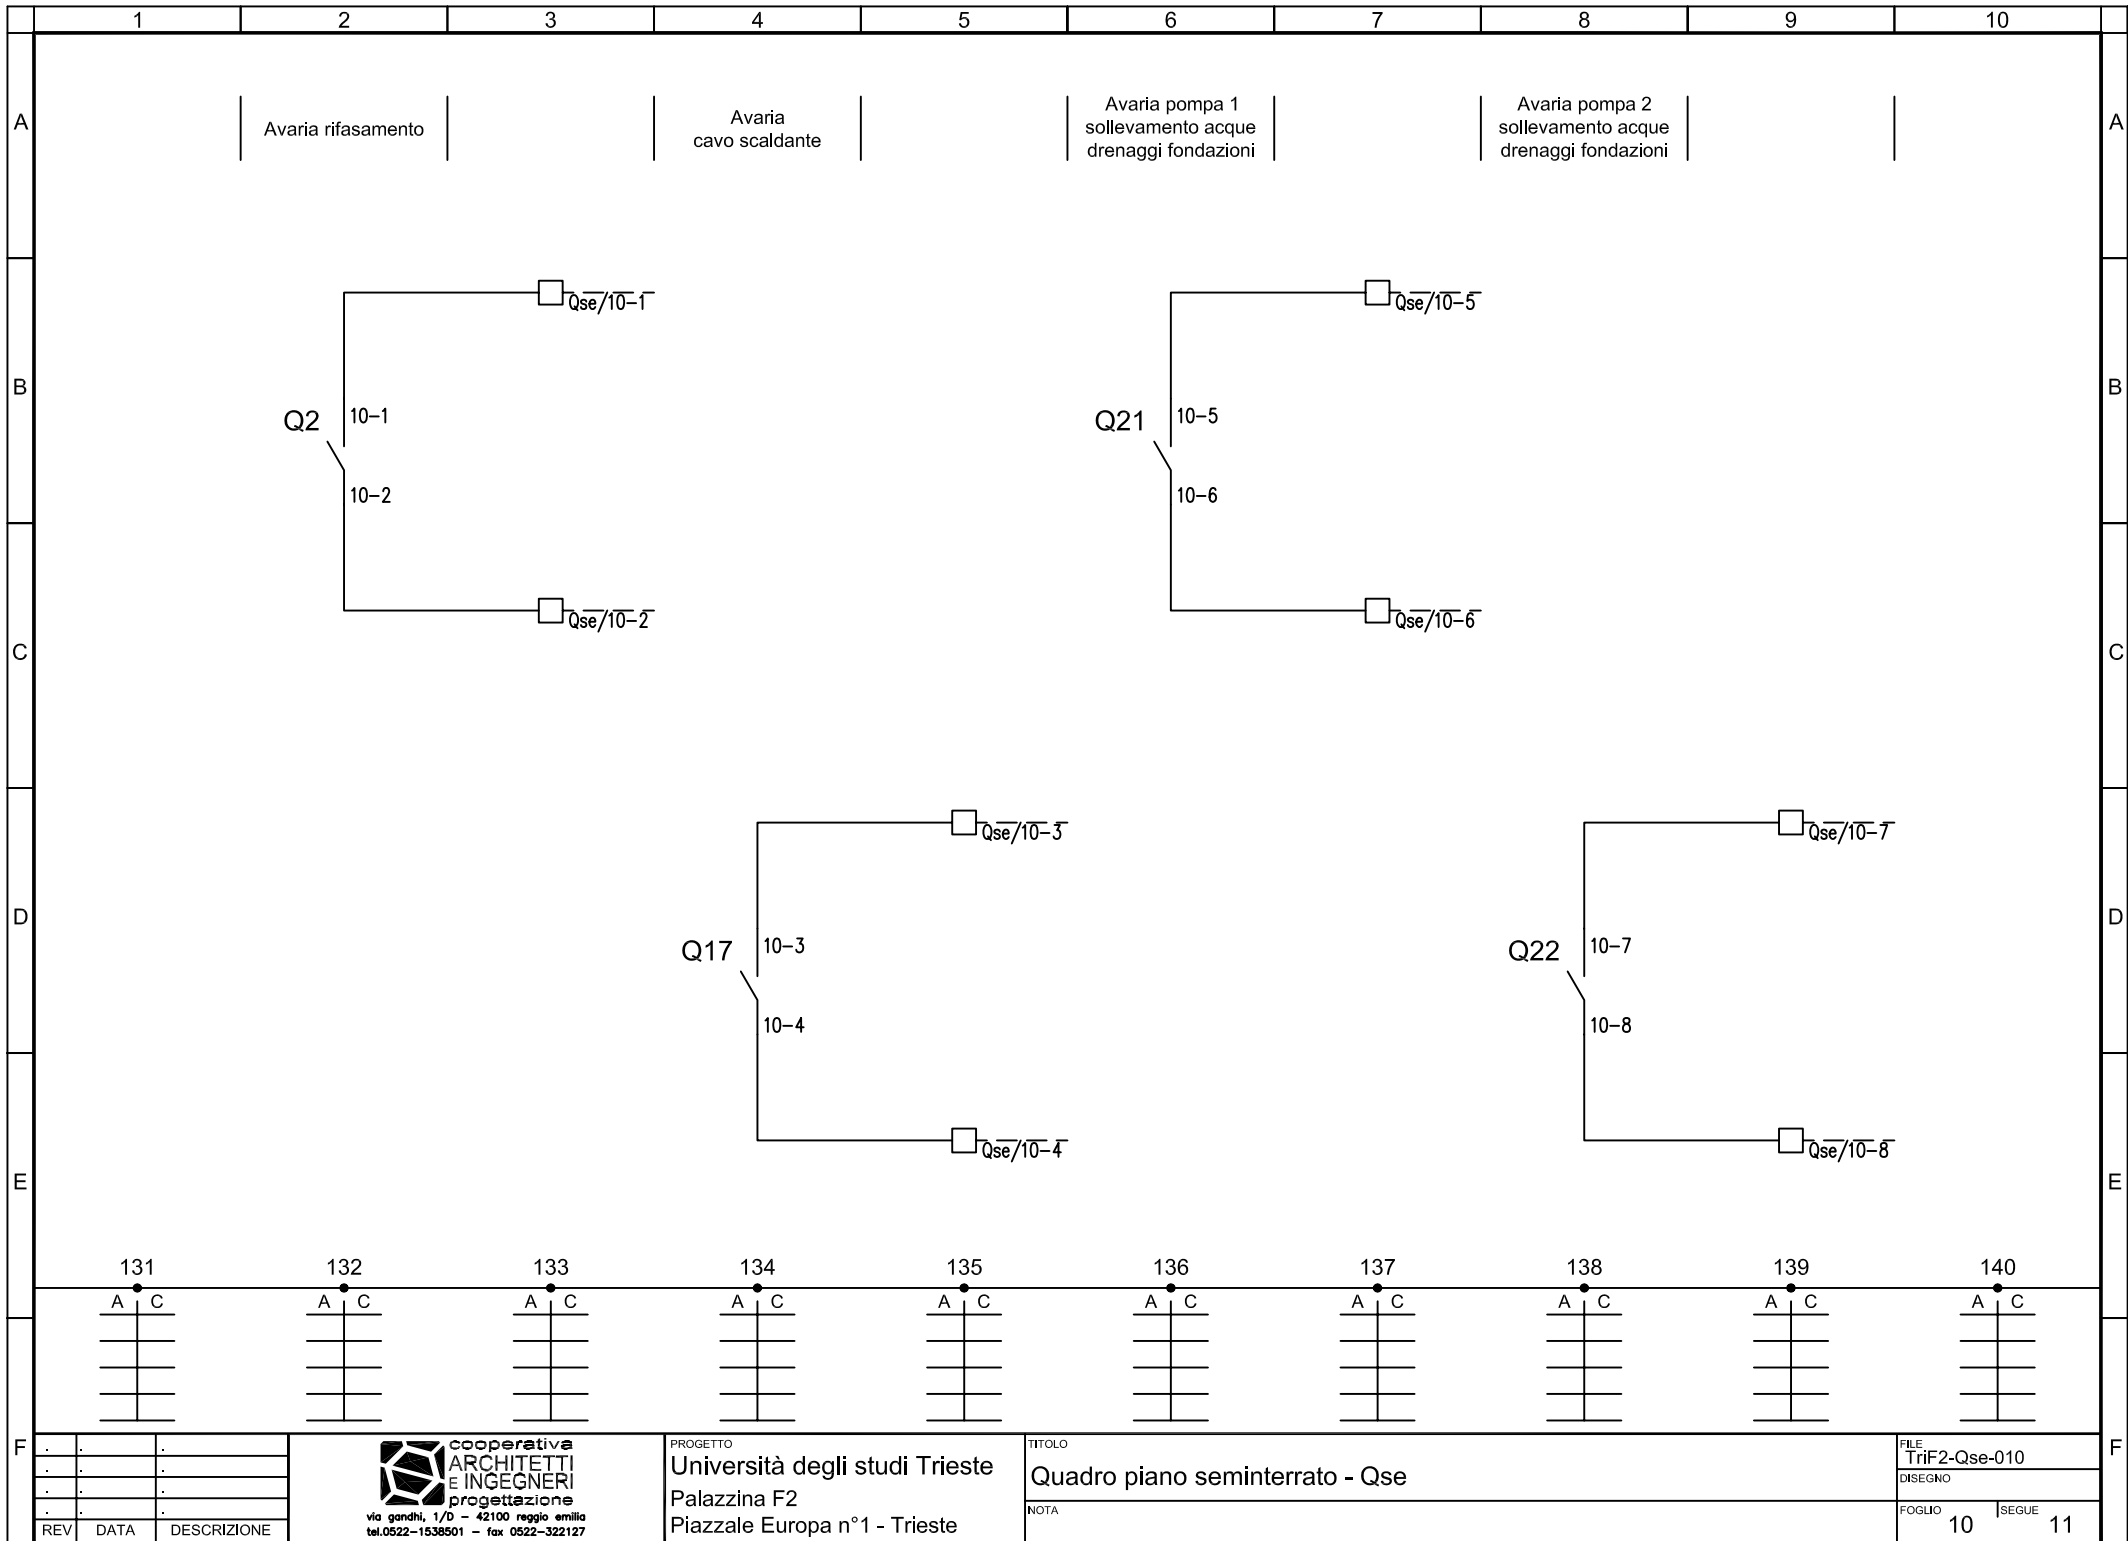 1 2 3 4 5 6 7 8 9 10
A A
Avaria rifasamento
Avaria
cavo scaldante
Avaria pompa 1
sollevamento acque
drenaggi fondazioni
Avaria pompa 2
sollevamento acque
drenaggi fondazioni
Qse/10-1
Qse/10-5
B B
Q2
10-1
10-2
Q21
10-5
10-6
Qse/10-2
Qse/10-6
C C
Qse/10-3
Qse/10-7
D D
Q17
10-3
10-4
Q22
10-7
10-8
Qse/10-4
Qse/10-8
E E
131 132 133 134 135 136 137 138 139 140
A C A C A C A C A C A C A C A C A C A C
F F
. . .
. . .
. . .
. . .
REV DATA DESCRIZIONE
cooperativa
ARCHITETTI
E INGEGNERI
progettazione
via gandhi, 1/D - 42100 reggio emilia
tel.0522-1538501 - fax 0522-322127
PROGETTO
Università degli studi Trieste
Palazzina F2
Piazzale Europa n°1 - Trieste
TITOLO
Quadro piano seminterrato - Qse
NOTA
FILE
TriF2-Qse-010
DISEGNO
FOGLIO 10
SEGUE 11